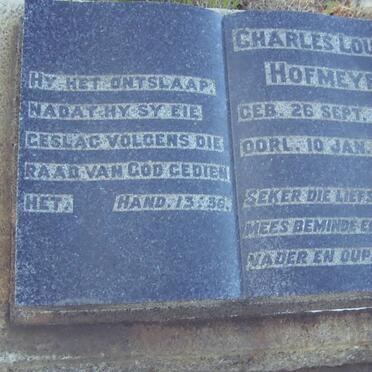 HY HET ONTSLAAP,
NADAT HY SY EIE
GESLAG VOLGENS DIE
RAAD VAN GOD GEDIEN
HET. HAND. 13:36.
CHARLES LOU
HOFMEYE
GEB. 26 SEPT.
OORL. 10 JAN.
SEKER DIE LIEFS
MEES BEMINDE E
VADER EN OUP